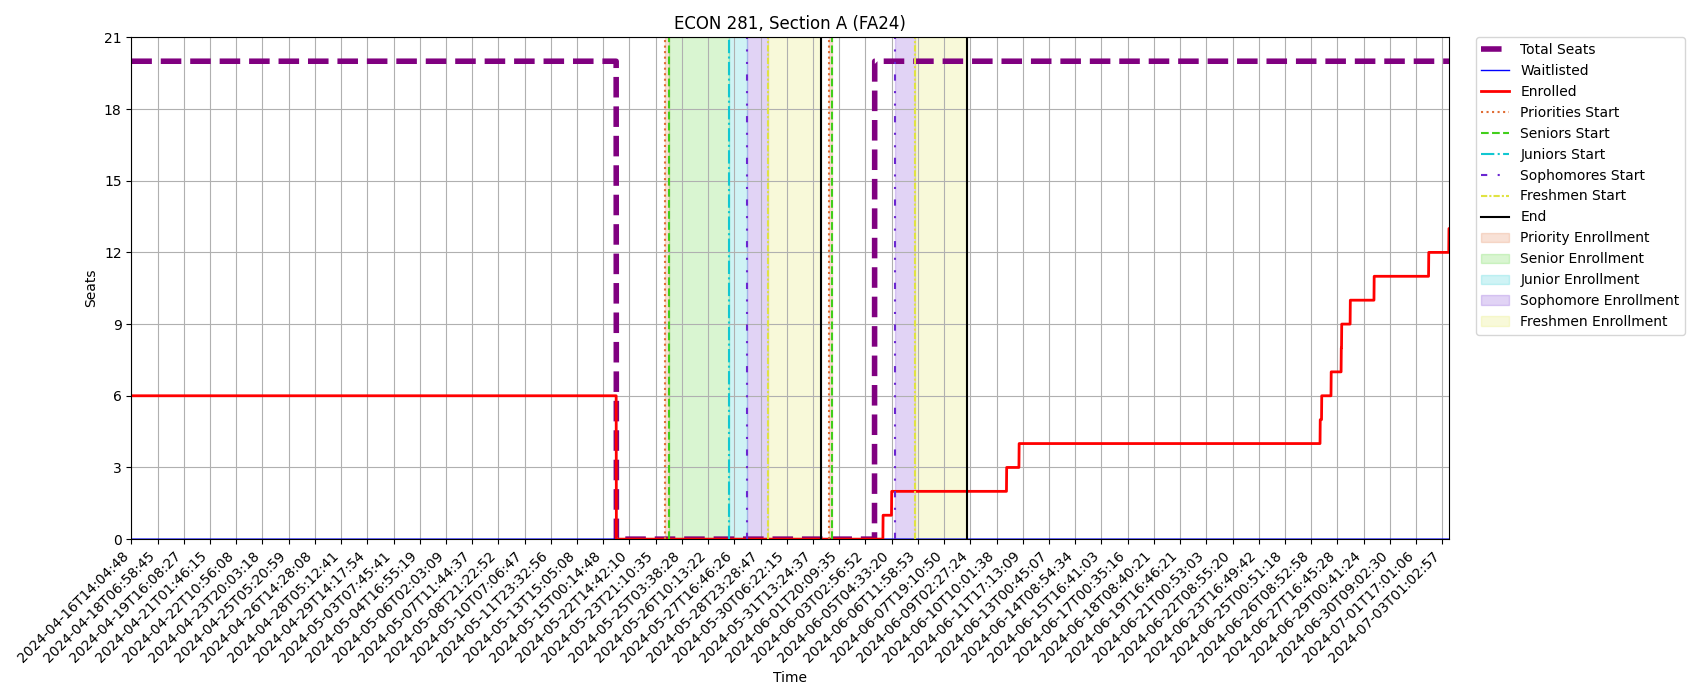 ECON 281, Section A (FA24)
21
18
15
12
9
6
3
0
Seats
2024-04-16T14:04:48
2024-04-18T06:58:45
2024-04-19T16:08:27
2024-04-21T01:46:15
2024-04-22T10:56:08
2024-04-23T20:03:18
2024-04-25T05:20:59
2024-04-26T14:28:08
2024-04-28T05:12:41
2024-04-29T14:17:54
2024-05-03T07:45:41
2024-05-04T16:55:19
2024-05-06T02:03:09
2024-05-07T11:44:37
2024-05-08T21:22:52
2024-05-10T07:06:47
2024-05-11T23:32:56
2024-05-13T15:05:08
2024-05-15T00:14:48
2024-05-22T14:42:10
2024-05-23T21:10:35
2024-05-25T03:38:28
2024-05-26T10:13:22
2024-05-27T16:46:26
2024-05-28T23:28:47
2024-05-30T06:22:15
2024-05-31T13:24:37
2024-06-01T20:09:35
2024-06-03T02:56:52
2024-06-05T04:33:20
2024-06-06T11:58:53
2024-06-07T19:10:50
2024-06-09T02:27:24
2024-06-10T10:01:38
2024-06-11T17:13:09
2024-06-13T00:45:07
2024-06-14T08:54:34
2024-06-15T16:41:03
2024-06-17T00:35:16
2024-06-18T08:40:21
2024-06-19T16:46:21
2024-06-21T00:53:03
2024-06-22T08:55:20
2024-06-23T16:49:42
2024-06-25T00:51:18
2024-06-26T08:52:58
2024-06-27T16:45:28
2024-06-29T00:41:24
2024-06-30T09:02:30
2024-07-01T17:01:06
2024-07-03T01:02:57
Time
Total Seats
Waitlisted
Enrolled
Priorities Start
Seniors Start
Juniors Start
Sophomores Start
Freshmen Start
End
Priority Enrollment
Senior Enrollment
Junior Enrollment
Sophomore Enrollment
Freshmen Enrollment